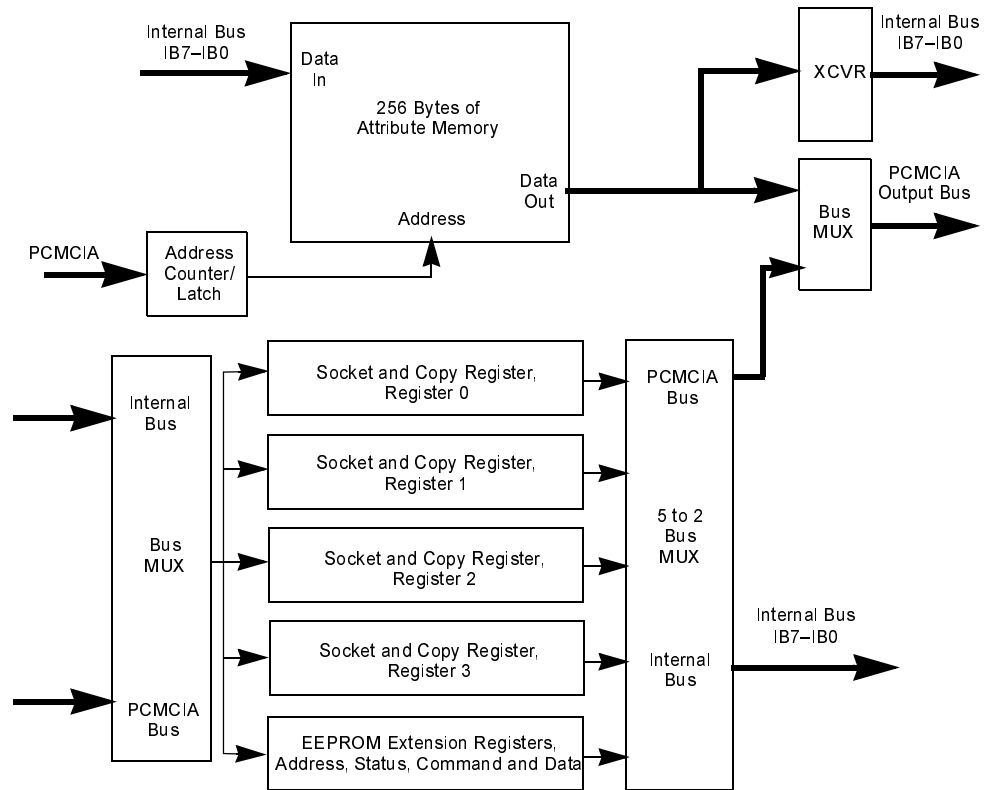 Internal Bus
IB7–IB0
Data
In
256 Bytes of
Attribute Memory
Data
Out
Address
XCVR
Internal Bus
IB7–IB0
PCMCIA
Output Bus
Bus
MUX
PCMCIA
Address
Counter/
Latch
Internal
Bus
Bus
MUX
PCMCIA
Bus
Socket and Copy Register,
Register 0
Socket and Copy Register,
Register 1
Socket and Copy Register,
Register 2
Socket and Copy Register,
Register 3
EEPROM Extension Registers,
Address, Status, Command and Data
PCMCIA
Bus
5 to 2
Bus
MUX
Internal
Bus
Internal Bus
IB7–IB0